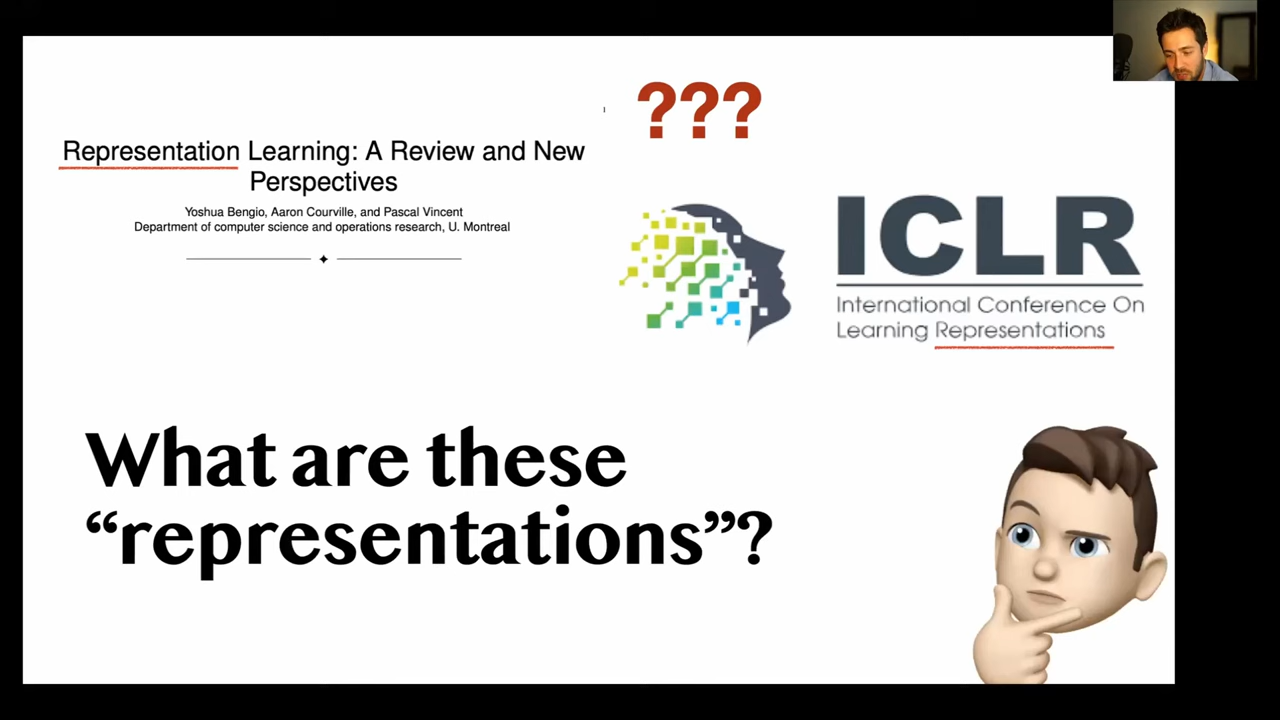 ???
Representation Learning: A Review and New
Perspectives
Yoshua Bengio, Aaron Courville, and Pascal Vincent
Department of computer science and operations research, U. Montreal
ICLR
International Conference On
Learning Representations
What are these
“representations”?